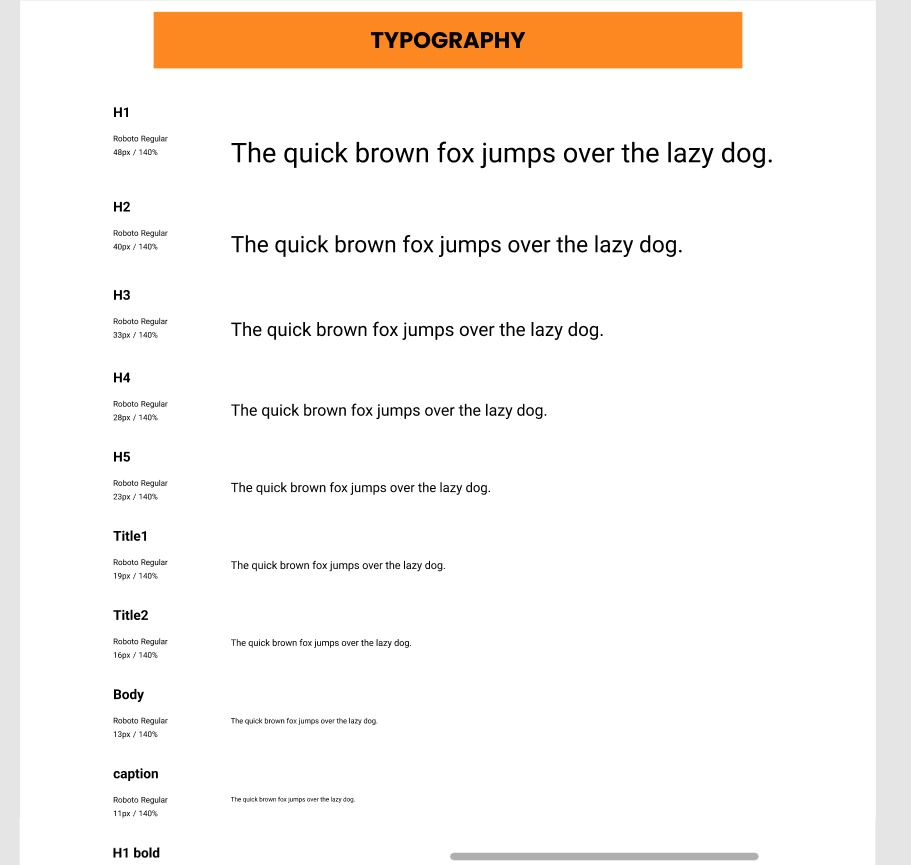 TYPOGRAPHY
H1
Roboto Regular
48px / 140%
The quick brown fox jumps over the lazy dog.
H2
Roboto Regular
40px / 140%
The quick brown fox jumps over the lazy dog.
H3
Roboto Regular
33px / 140%
The quick brown fox jumps over the lazy dog.
H4
Roboto Regular
28px / 140%
The quick brown fox jumps over the lazy dog.
H5
Roboto Regular
23px / 140%
The quick brown fox jumps over the lazy dog.
Title1
Roboto Regular
19px / 140%
The quick brown fox jumps over the lazy dog.
Title2
Roboto Regular
16px / 140%
The quick brown fox jumps over the lazy dog.
Body
Roboto Regular
13px / 140%
The quick brown fox jumps over the lazy dog.
caption
Roboto Regular
11px / 140%
The quick brown fox jumps over the lazy dog.
H1 bold